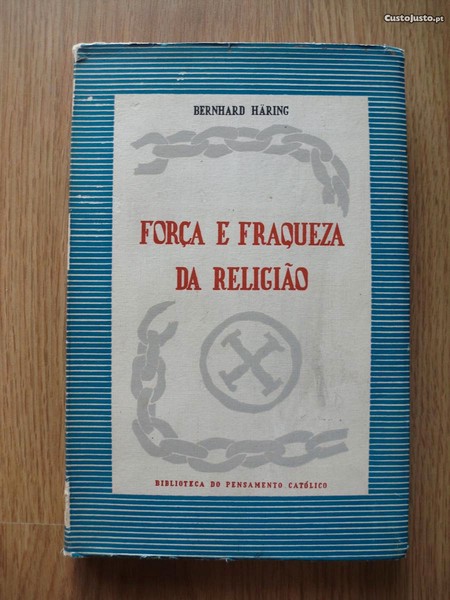 CustoJusto.pt
BERNHARD HÄRING
FORÇA E FRAQUEZA
DA RELIGIÃO
BIBLIOTECA DO PENSAMENTO CATÓLICO